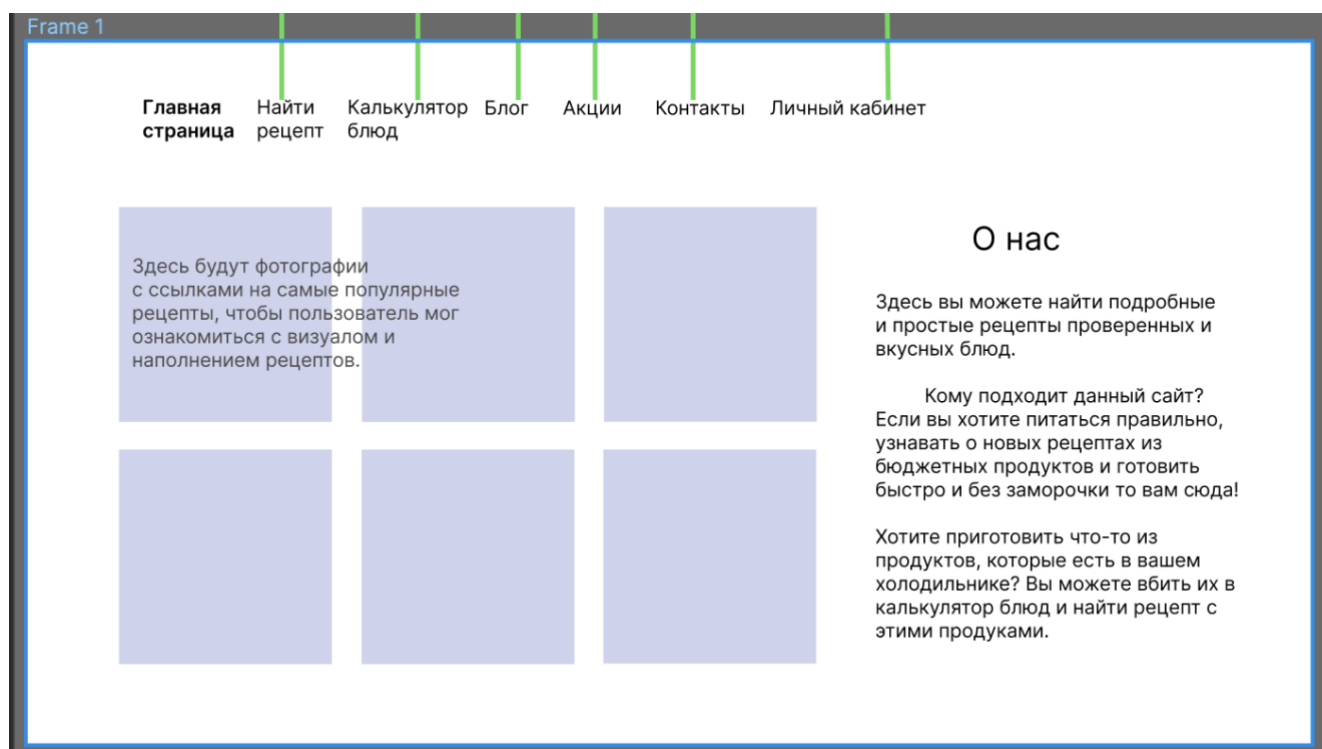 Frame 1
Главная Найти Калькулятор Блог Акции Контакты Личный кабинет
страница рецепт блюд
Здесь будут фотографии
с ссылками на самые популярные
рецепты, чтобы пользователь мог
ознакомиться с визуалом и
наполнением рецептов.
О нас
Здесь вы можете найти подробные
и простые рецепты проверенных и
вкусных блюд.
Кому подходит данный сайт?
Если вы хотите питаться правильно,
узнавать о новых рецептах из
бюджетных продуктов и готовить
быстро и без заморочки то вам сюда!
Хотите приготовить что-то из
продуктов, которые есть в вашем
холодильнике? Вы можете вбить их в
калькулятор блюд и найти рецепт с
этими продуками.